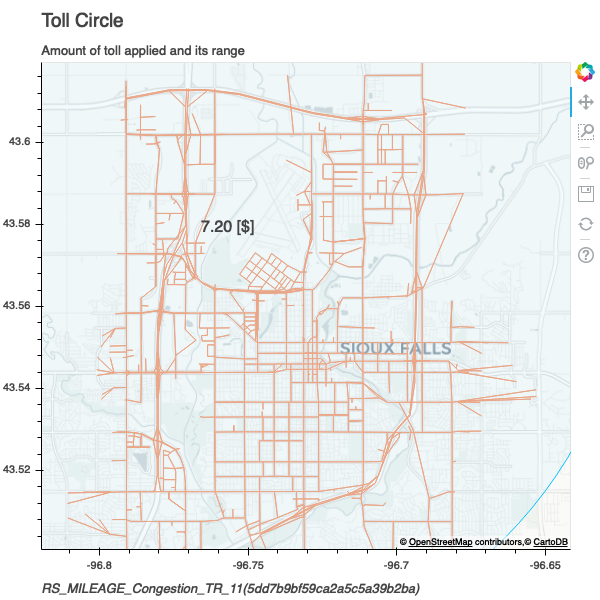 Toll Circle
Amount of toll applied and its range
43.6
43.58
7.20 [$]
43.56
SIOUX FALLS
43.54
43.52
© OpenStreetMap contributors,© CartoDB
-96.8
-96.75
-96.7
-96.65
RS_MILEAGE_Congestion_TR_11(5dd7b9bf59ca2a5c5a39b2ba)